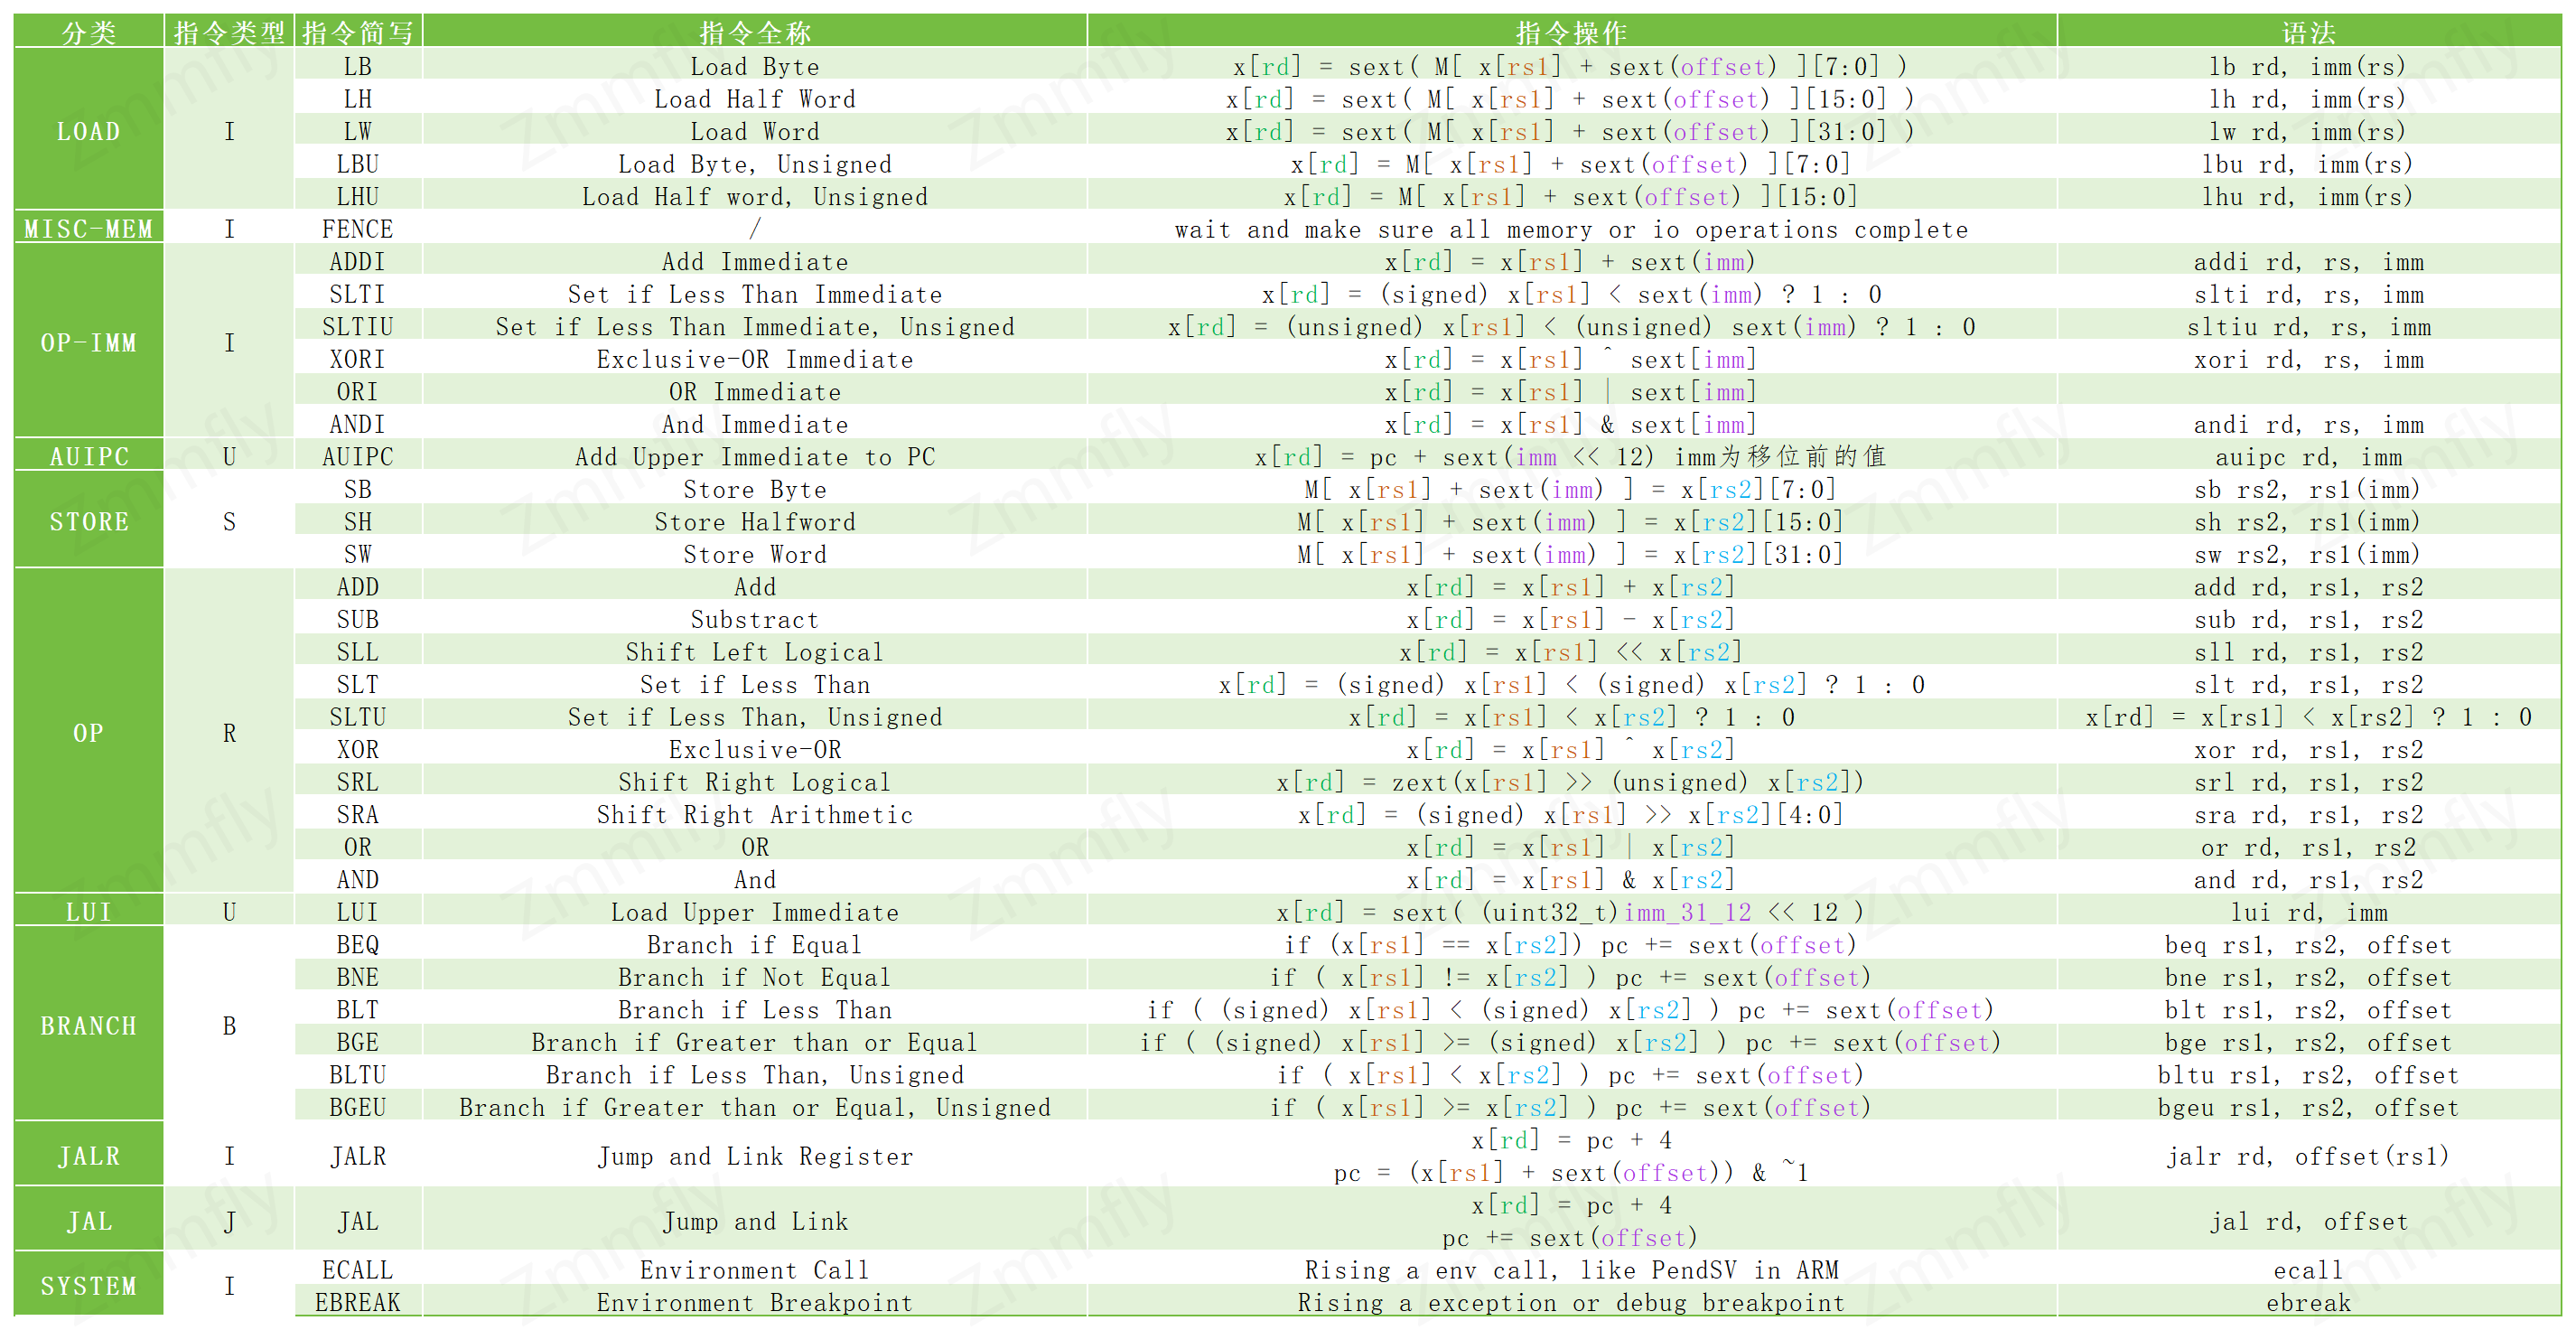 分类 指令类型 指令简写 指令全称 指令操作 语法
LOAD I LB Load Byte x[rd] = sext( M[ x[rs1] + sext(offset) ][7:0] ) lb rd, imm(rs)
LH Load Half Word x[rd] = sext( M[ x[rs1] + sext(offset) ][15:0] ) lh rd, imm(rs)
LW Load Word x[rd] = sext( M[ x[rs1] + sext(offset) ][31:0] ) lw rd, imm(rs)
LBU Load Byte, Unsigned x[rd] = M[ x[rs1] + sext(offset) ][7:0] lbu rd, imm(rs)
LHU Load Half word, Unsigned x[rd] = M[ x[rs1] + sext(offset) ][15:0] lhu rd, imm(rs)
MISC-MEM I FENCE / wait and make sure all memory or io operations complete
OP-IMM I ADDI Add Immediate x[rd] = x[rs1] + sext(imm) addi rd, rs, imm
SLTI Set if Less Than Immediate x[rd] = (signed) x[rs1] < sext(imm) ? 1 : 0 slti rd, rs, imm
SLTIU Set if Less Than Immediate, Unsigned x[rd] = (unsigned) x[rs1] < (unsigned) sext(imm) ? 1 : 0 sltiu rd, rs, imm
XORI Exclusive-OR Immediate x[rd] = x[rs1] ^ sext[imm] xori rd, rs, imm
ORI OR Immediate x[rd] = x[rs1] | sext[imm]
ANDI And Immediate x[rd] = x[rs1] & sext[imm] andi rd, rs, imm
AUIPC U AUIPC Add Upper Immediate to PC x[rd] = pc + sext(imm << 12) imm为移位前的值 auipc rd, imm
STORE S SB Store Byte M[ x[rs1] + sext(imm) ] = x[rs2][7:0] sb rs2, rs1(imm)
SH Store Halfword M[ x[rs1] + sext(imm) ] = x[rs2][15:0] sh rs2, rs1(imm)
SW Store Word M[ x[rs1] + sext(imm) ] = x[rs2][31:0] sw rs2, rs1(imm)
OP R ADD Add x[rd] = x[rs1] + x[rs2] add rd, rs1, rs2
SUB Substract x[rd] = x[rs1] - x[rs2] sub rd, rs1, rs2
SLL Shift Left Logical x[rd] = x[rs1] << x[rs2] sll rd, rs1, rs2
SLT Set if Less Than x[rd] = (signed) x[rs1] < (signed) x[rs2] ? 1 : 0 slt rd, rs1, rs2
SLTU Set if Less Than, Unsigned x[rd] = x[rs1] < x[rs2] ? 1 : 0 x[rd] = x[rs1] < x[rs2] ? 1 : 0
XOR Exclusive-OR x[rd] = x[rs1] ^ x[rs2] xor rd, rs1, rs2
SRL Shift Right Logical x[rd] = zext(x[rs1] >> (unsigned) x[rs2]) srl rd, rs1, rs2
SRA Shift Right Arithmetic x[rd] = (signed) x[rs1] >> x[rs2][4:0] sra rd, rs1, rs2
OR OR x[rd] = x[rs1] | x[rs2] or rd, rs1, rs2
AND And x[rd] = x[rs1] & x[rs2] and rd, rs1, rs2
LUI U LUI Load Upper Immediate x[rd] = sext( (uint32_t)imm_31_12 << 12 ) lui rd, imm
BRANCH B BEQ Branch if Equal if (x[rs1] == x[rs2]) pc += sext(offset) beq rs1, rs2, offset
BNE Branch if Not Equal if ( x[rs1] != x[rs2] ) pc += sext(offset) bne rs1, rs2, offset
BLT Branch if Less Than if ( (signed) x[rs1] < (signed) x[rs2] ) pc += sext(offset) blt rs1, rs2, offset
BGE Branch if Greater than or Equal if ( (signed) x[rs1] >= (signed) x[rs2] ) pc += sext(offset) bge rs1, rs2, offset
BLTU Branch if Less Than, Unsigned if ( x[rs1] < x[rs2] ) pc += sext(offset) bltu rs1, rs2, offset
BGEU Branch if Greater than or Equal, Unsigned if ( x[rs1] >= x[rs2] ) pc += sext(offset) bgeu rs1, rs2, offset
JALR I JALR Jump and Link Register x[rd] = pc + 4
pc = (x[rs1] + sext(offset)) & ~1 jalr rd, offset(rs1)
JAL J JAL Jump and Link x[rd] = pc + 4
pc += sext(offset) jal rd, offset
SYSTEM I ECALL Environment Call Rising a env call, like PendSV in ARM ecall
EBREAK Environment Breakpoint Rising a exception or debug breakpoint ebreak
Zmmfly